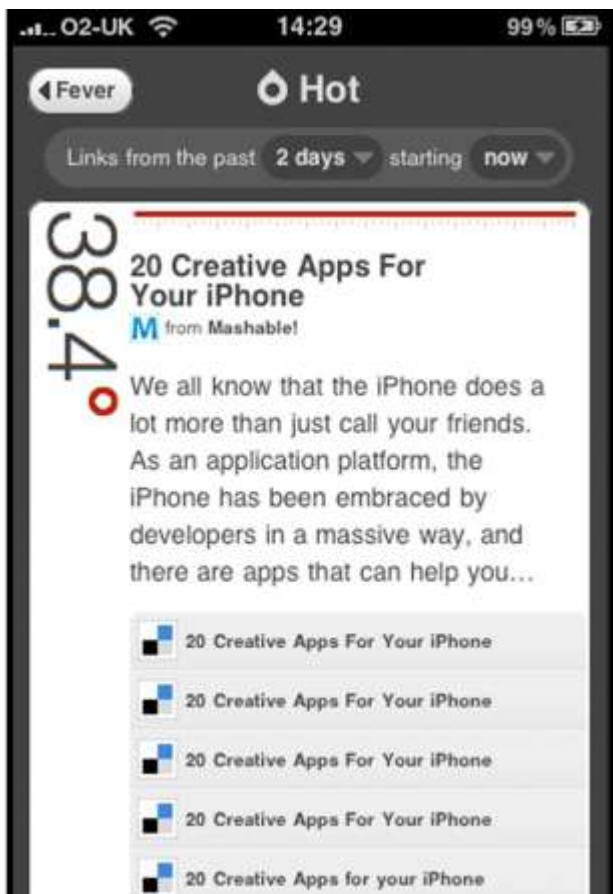 O2-UK 14:29 99%
Fever Hot
Links from the past 2 days starting now
38.4°
20 Creative Apps For
Your iPhone
M from Mashable!
We all know that the iPhone does a
lot more than just call your friends.
As an application platform, the
iPhone has been embraced by
developers in a massive way, and
there are apps that can help you...
20 Creative Apps For Your iPhone
20 Creative Apps For Your iPhone
20 Creative Apps For Your iPhone
20 Creative Apps For Your iPhone
20 Creative Apps for your iPhone